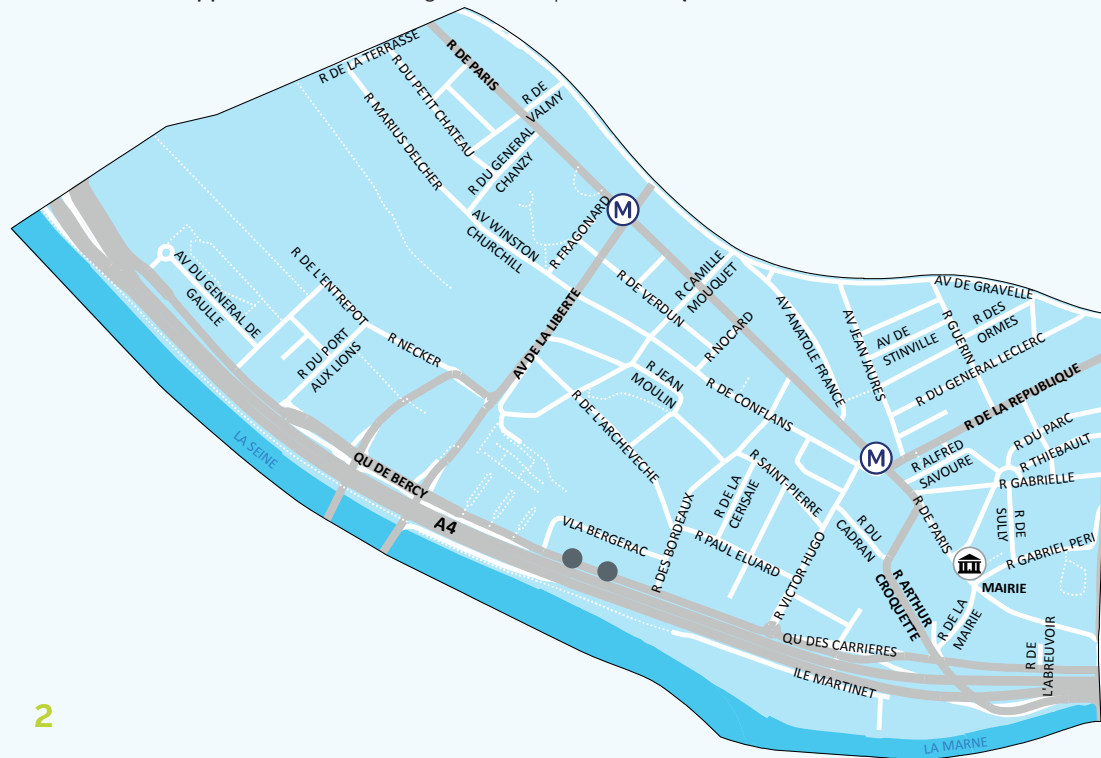 R DE LA TERRASSE
R DE PARIS
R DU PETIT CHATEAU
R DE
VALMY
R MARIUS DELCHER
R DU GENERAL
CHANZY
M
AV WINSTON
CHURCHILL
R FRAGONARD
R DE VERDUN
R CAMILLE
MOUQUET
AV DU GENERAL DE
GAULLE
R DE L'ENTREPOT
R DU PORT
AUX LIONS
R NECKER
AV DE LA LIBERTE
R NOCARD
AV ANATOLE FRANCE
AV JEAN JAURES
AV DE GRAVELLE
R GUERIN
R DES
ORMES
AV DE
STINVILLE
R DU GENERAL LECLERC
R DE LA REPUBLIQUE
R JEAN
MOULIN
R DE CONFLANS
R DE L'ARCHEVECHE
M
R ALFRED
SAVOURE
R DU PARC
R THIEBAULT
R GABRIELLE
LA SEINE
QU DE BERCY
A4
R SAINT-PIERRE
R DE LA
CERISAIE
R DES BORDEAUX
VLA BERGERAC
R PAUL ELUARD
R VICTOR HUGO
R DU
CADRAN
R DE PARIS
R DE
SULLY
R GABRIEL PERI
MAIRIE
R ARTHUR
CROQUETTE
R DE LA
MAIRIE
QU DES CARRIERES
R DE
L'ABREUVOIR
ILE MARTINET
LA MARNE
2